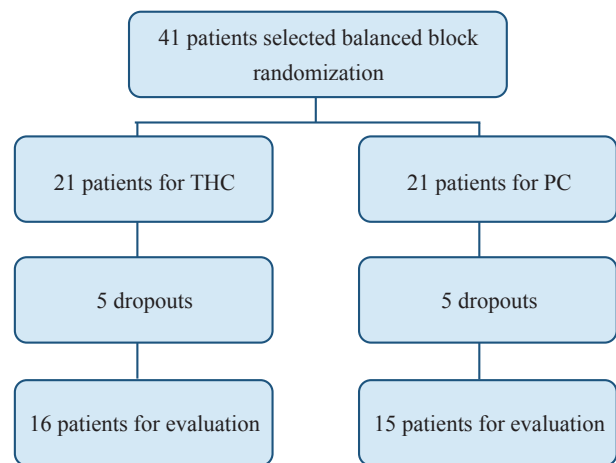 41 patients selected balanced block
randomization
21 patients for THC
21 patients for PC
5 dropouts
5 dropouts
16 patients for evaluation
15 patients for evaluation